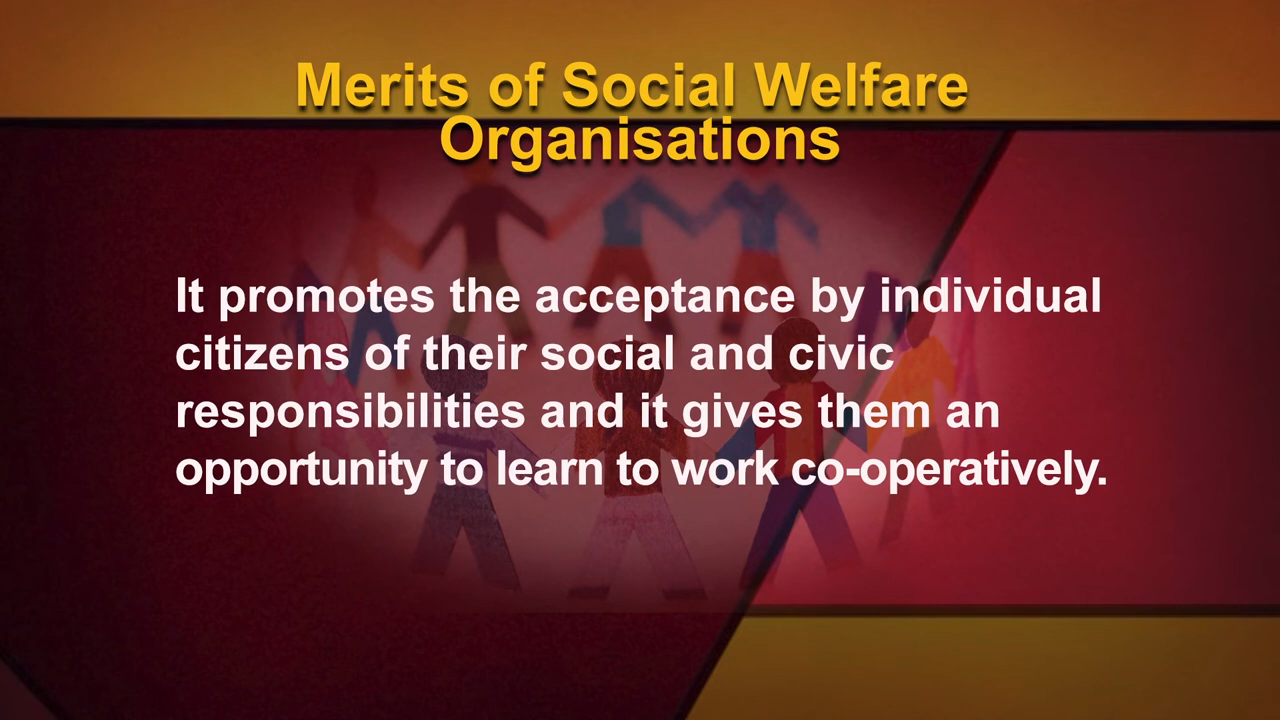 Merits of Social Welfare
Organisations
It promotes the acceptance by individual
citizens of their social and civic
responsibilities and it gives them an
opportunity to learn to work co-operatively.